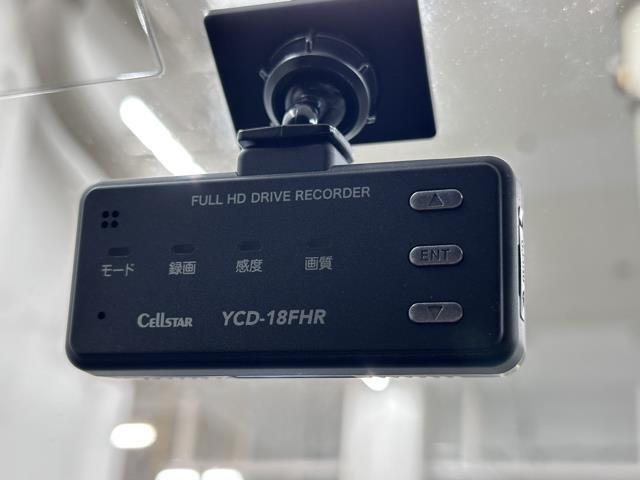 FULL HD DRIVE RECORDER
ENT
モード 録画 感度 画質
CELLSTAR YCD-18FHR